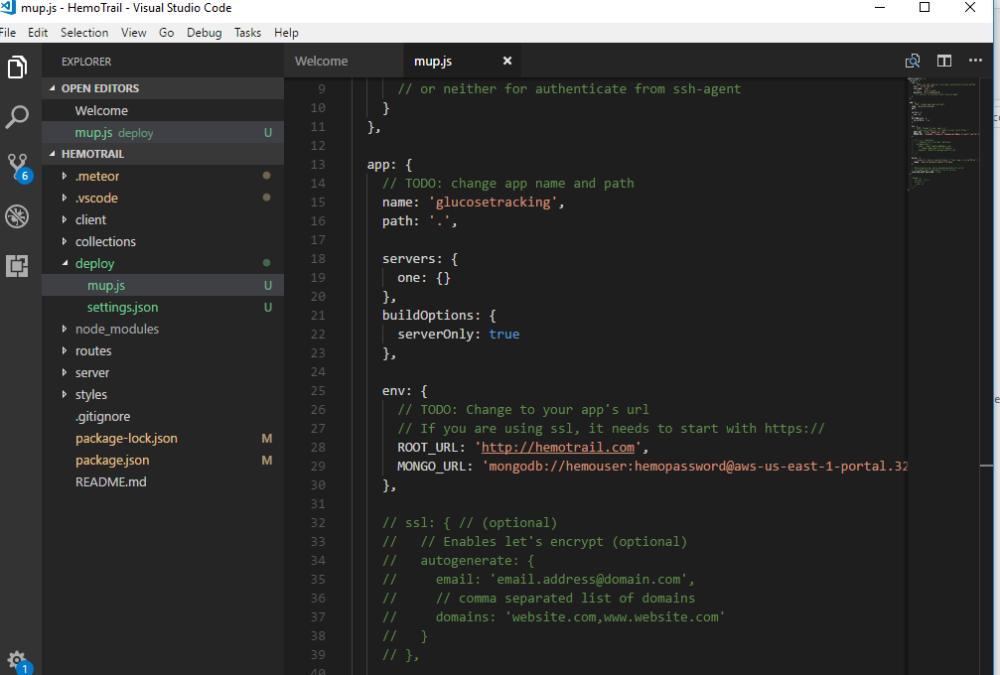 mup.js - HemoTrail - Visual Studio Code
File Edit Selection View Go Debug Tasks Help
EXPLORER
OPEN EDITORS
Welcome
mup.js deploy U
HEMOTRAIL
.meteor
.vscode
client
collections
deploy
mup.js U
settings.json U
node_modules
routes
server
styles
.gitignore
package-lock.json M
package.json M
README.md
6
1
Welcome mup.js
9 // or neither for authenticate from ssh-agent
10 }
11 },
12
13 app: {
14 // TODO: change app name and path
15 name: 'glucosetracking',
16 path: '.',
17
18 servers: {
19 one: {}
20 },
21 buildOptions: {
22 serverOnly: true
23 },
24
25 env: {
26 // TODO: Change to your app's url
27 // If you are using ssl, it needs to start with https://
28 ROOT_URL: 'http://hemotrail.com',
29 MONGO_URL: 'mongodb://hemouser:hemopassword@aws-us-east-1-portal.32
30 },
31
32 // ssl: { // (optional)
33 // // Enables let's encrypt (optional)
34 // autogenerate: {
35 // email: 'email.address@domain.com',
36 // // comma separated list of domains
37 // domains: 'website.com,www.website.com'
38 // }
39 // },
40